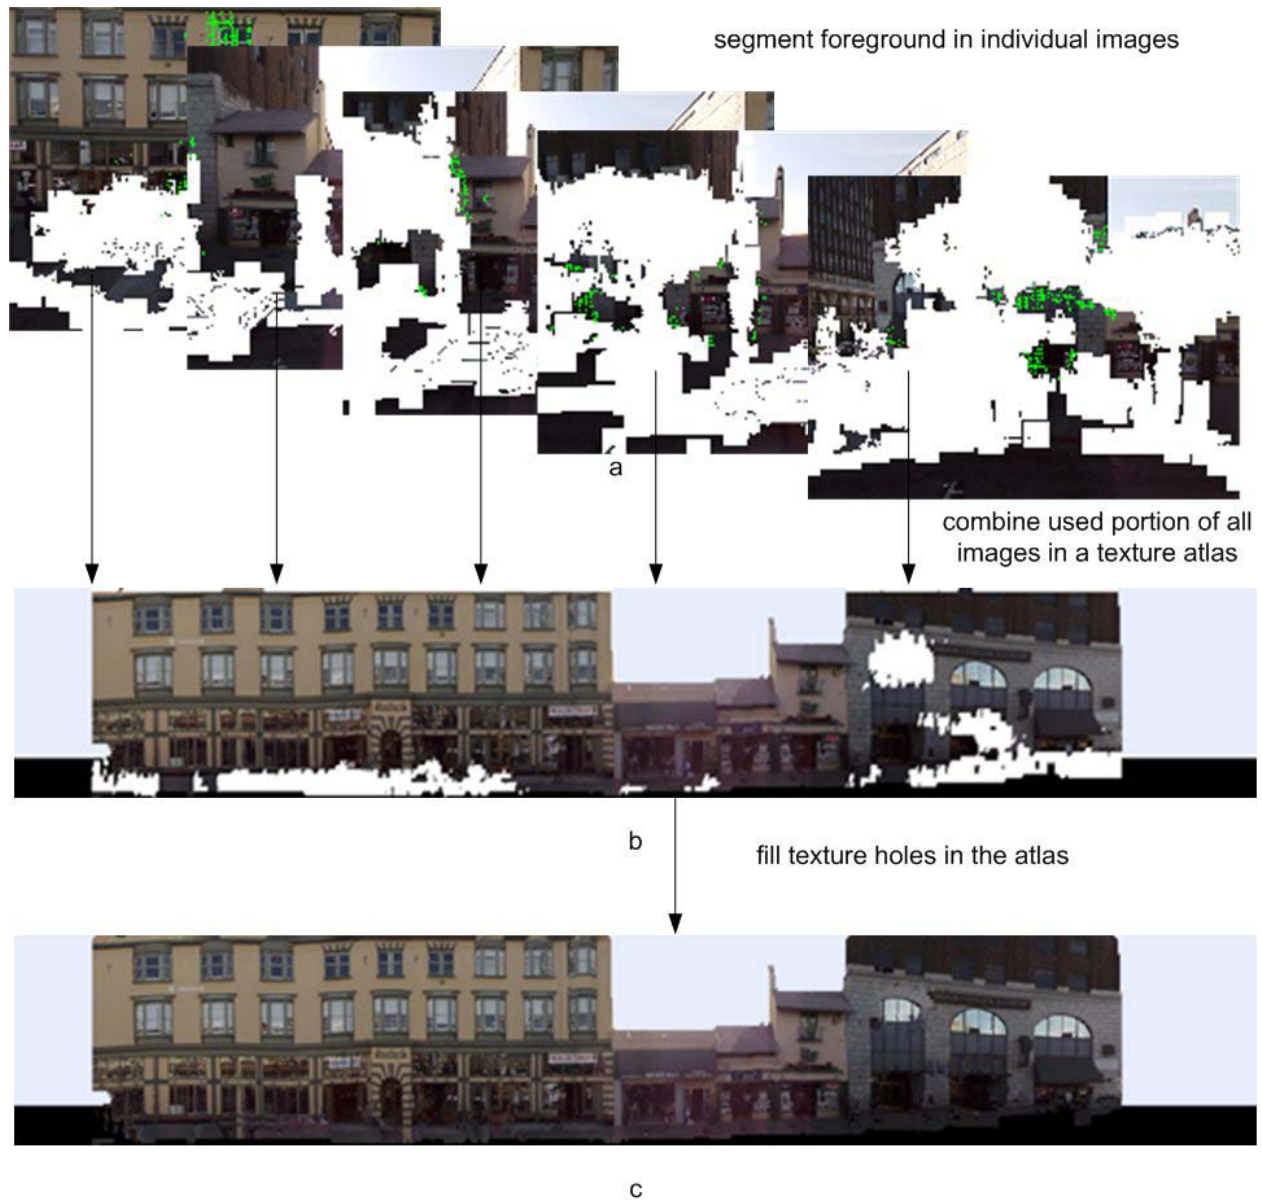 segment foreground in individual images
a
combine used portion of all
images in a texture atlas
b
fill texture holes in the atlas
c